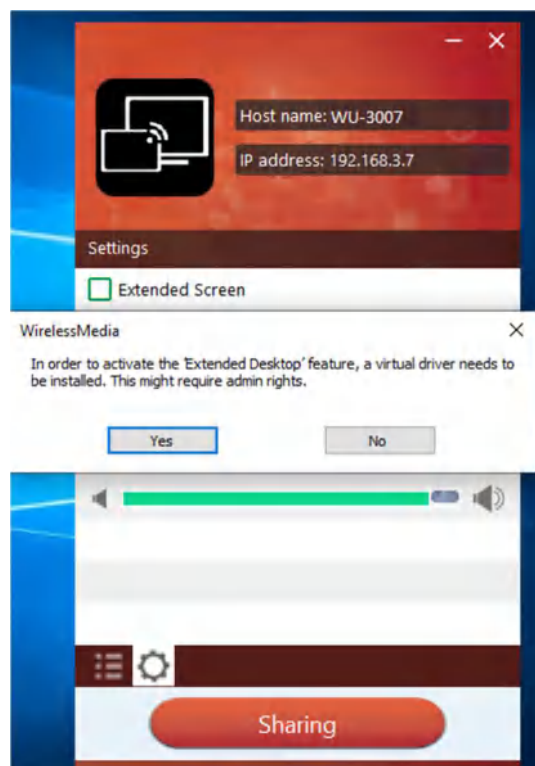 Host name: WU-3007
IP address: 192.168.3.7
Settings
Extended Screen
WirelessMedia
In order to activate the 'Extended Desktop' feature, a virtual driver needs to
be installed. This might require admin rights.
Yes
No
Sharing